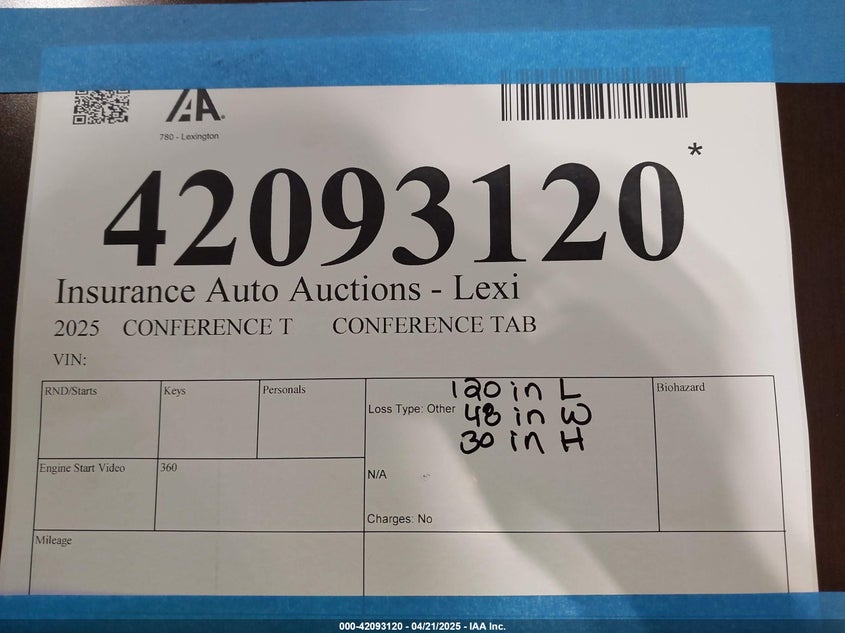 IAA.
780 - Lexington
42093120*
Insurance Auto Auctions - Lexi
2025 CONFERENCE T CONFERENCE TAB
VIN:
RND/Starts Keys Personals Biohazard
120 in L
Loss Type: Other 48 in W
30 in H
Engine Start Video 360 N/A
Charges: No
Mileage
000-42093120 - 04/21/2025 - IAA Inc.